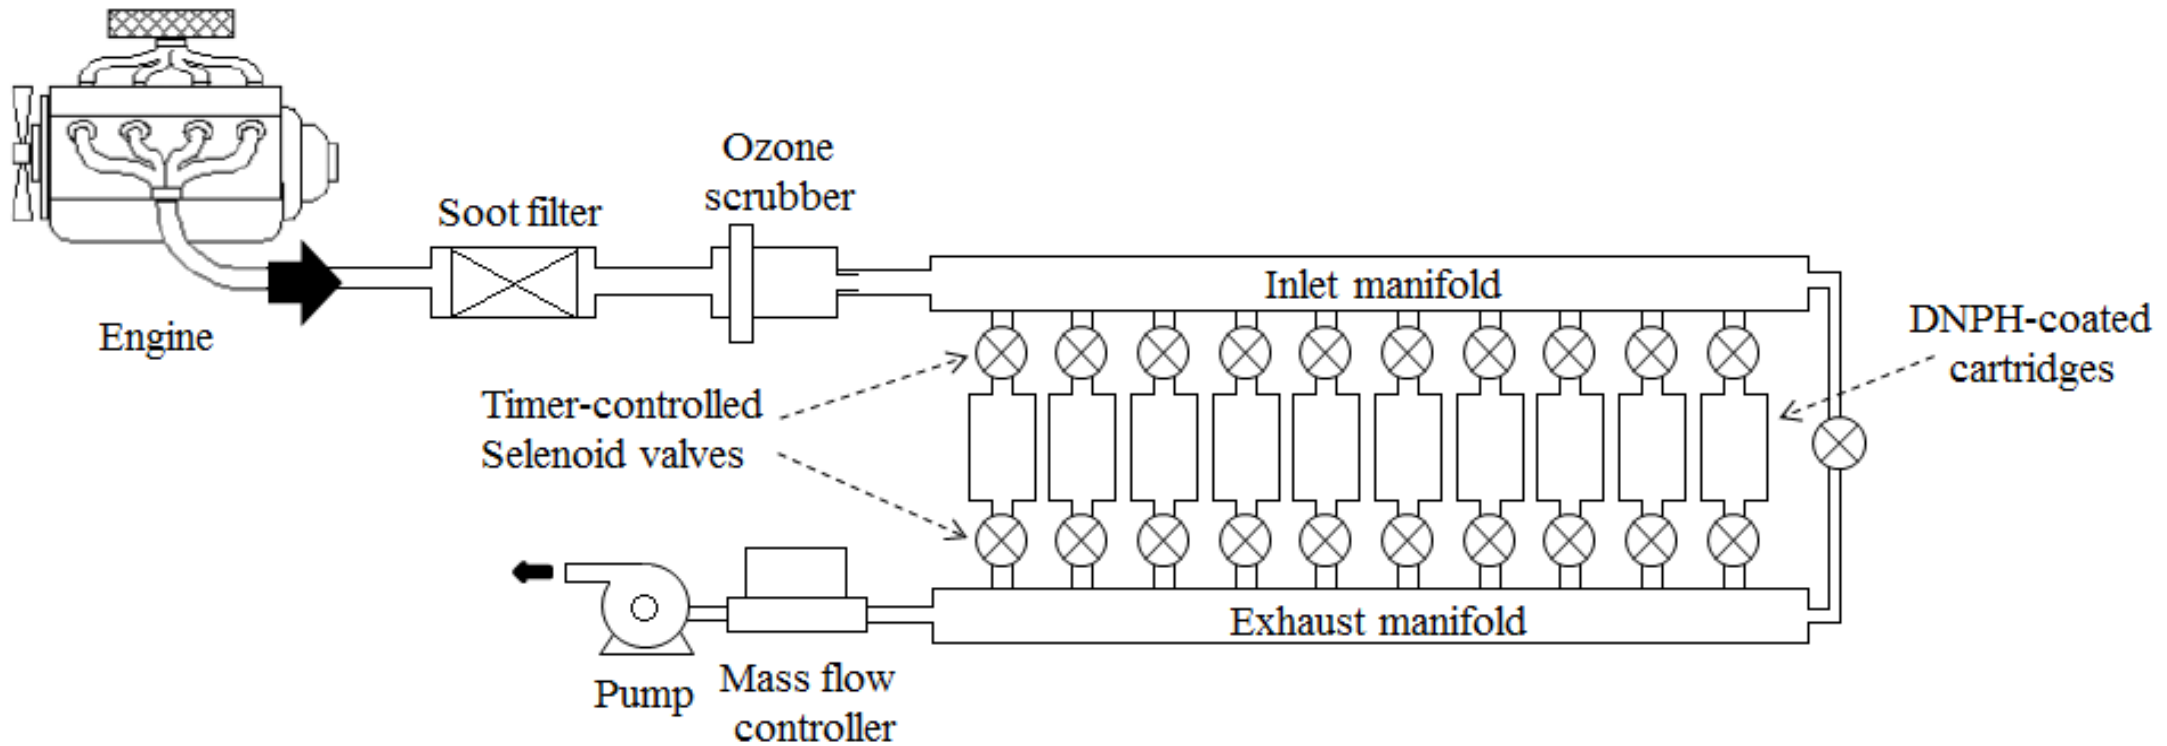 Ozone
scrubber
Soot filter
Inlet manifold
DNPH-coated
cartridges
Engine
Timer-controlled
Selenoid valves
Exhaust manifold
Mass flow
controller
Pump